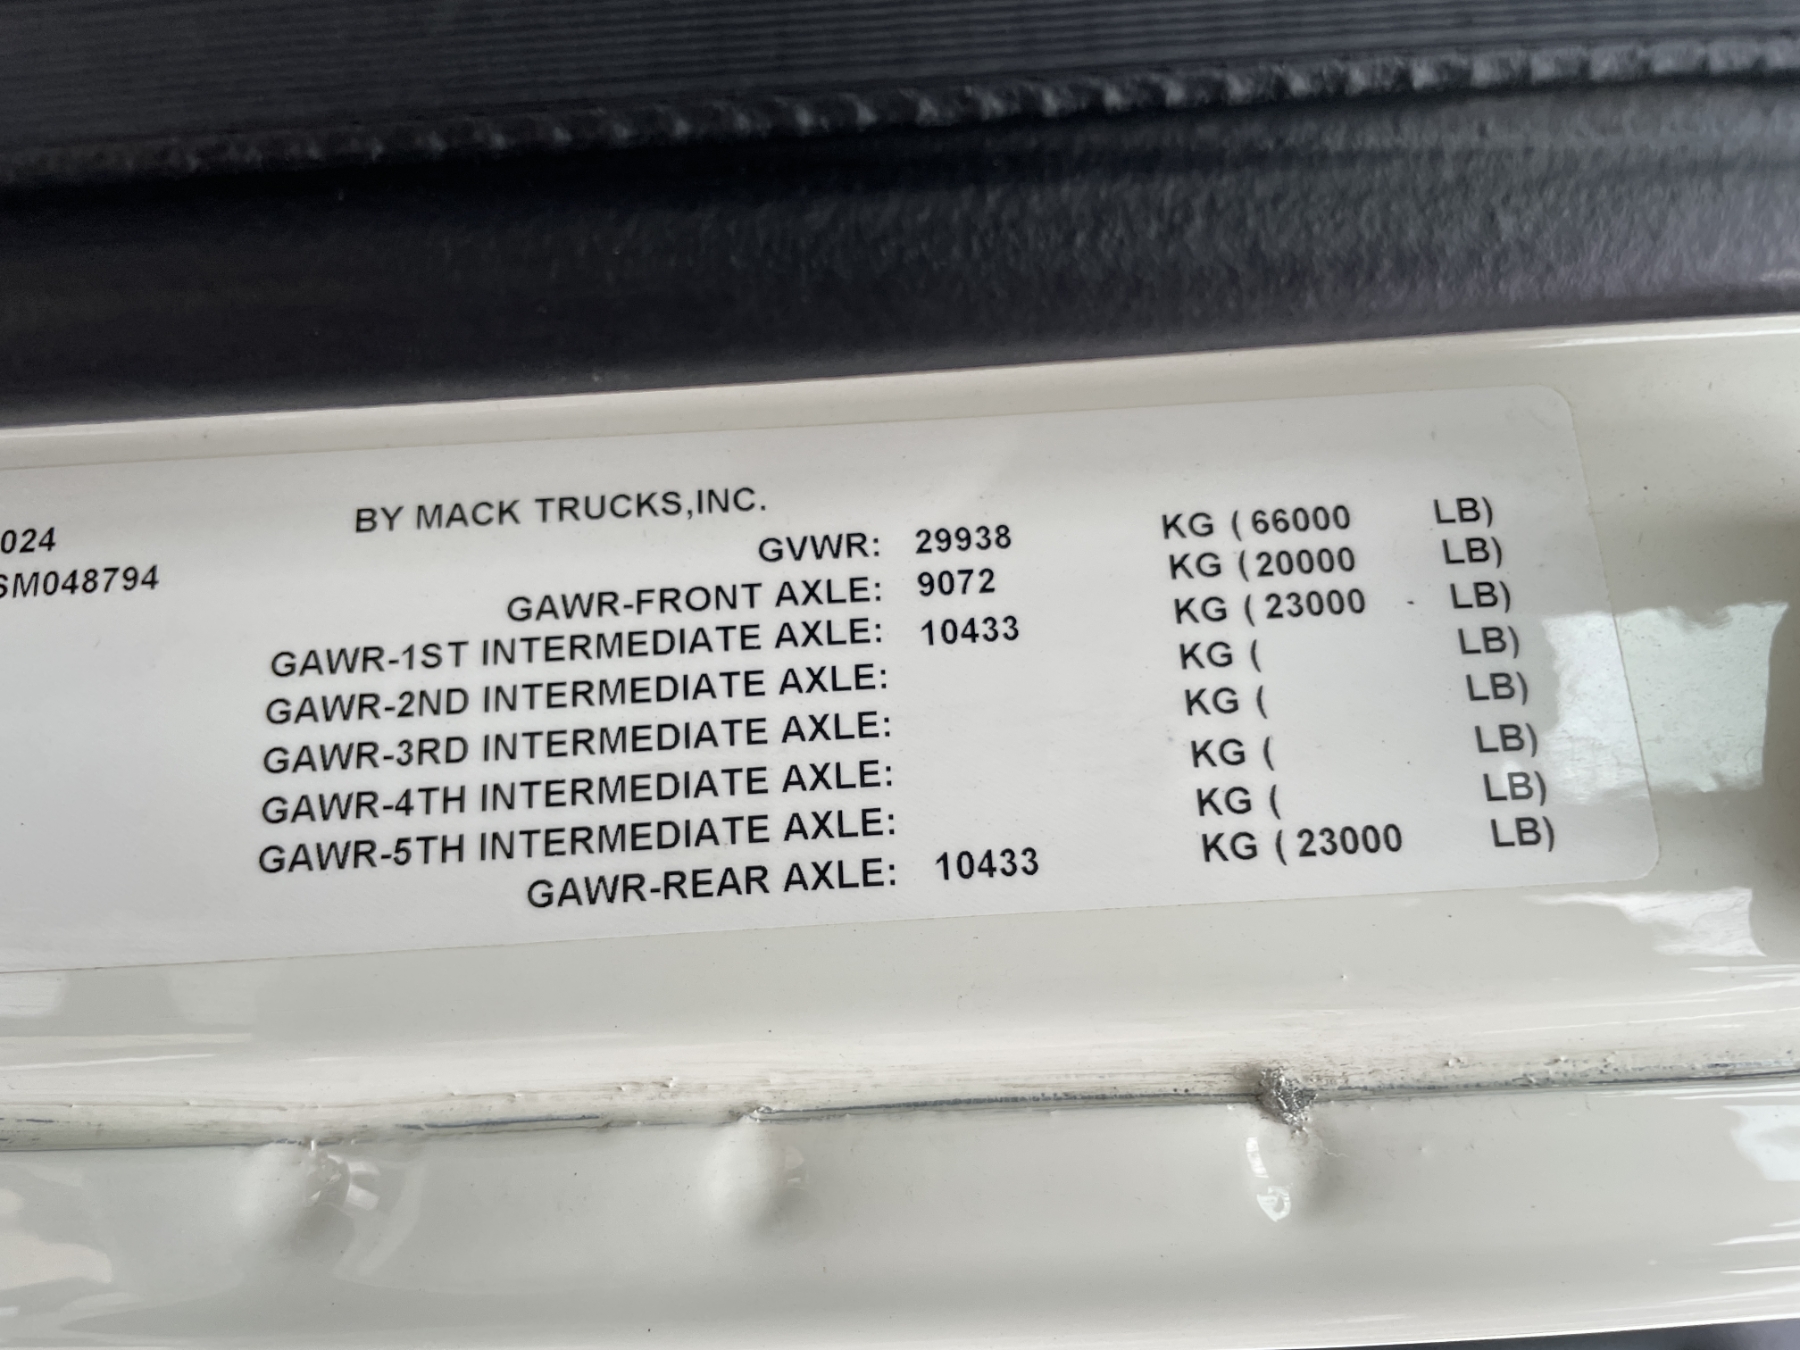 BY MACK TRUCKS,INC.
024
SM048794
GVWR: 29938 KG (66000 LB)
GAWR-FRONT AXLE: 9072 KG (20000 LB)
GAWR-1ST INTERMEDIATE AXLE: 10433 KG (23000 LB)
GAWR-2ND INTERMEDIATE AXLE: KG ( LB)
GAWR-3RD INTERMEDIATE AXLE: KG ( LB)
GAWR-4TH INTERMEDIATE AXLE: KG ( LB)
GAWR-5TH INTERMEDIATE AXLE: KG ( LB)
GAWR-REAR AXLE: 10433 KG (23000 LB)